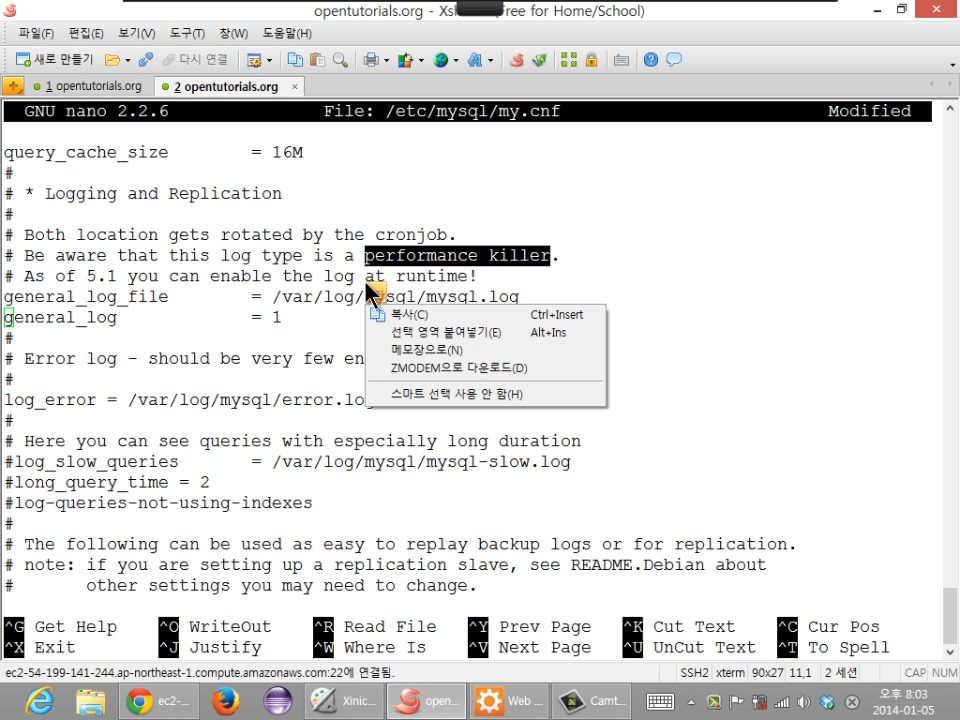 opentutorials.org - Xs (Free for Home/School)
파일(F) 편집(E) 보기(V) 도구(T) 창(W) 도움말(H)
새로 만들기 다시 연결
1 opentutorials.org 2 opentutorials.org ×
GNU nano 2.2.6 File: /etc/mysql/my.cnf Modified
query_cache_size = 16M
#
# * Logging and Replication
#
# Both location gets rotated by the cronjob.
# Be aware that this log type is a performance killer.
# As of 5.1 you can enable the log at runtime!
general_log_file = /var/log/mysql/mysql.log
general_log = 1
#
# Error log - should be very few en
#
log_error = /var/log/mysql/error.log
#
# Here you can see queries with especially long duration
#log_slow_queries = /var/log/mysql/mysql-slow.log
#long_query_time = 2
#log-queries-not-using-indexes
#
# The following can be used as easy to replay backup logs or for replication.
# note: if you are setting up a replication slave, see README.Debian about
# other settings you may need to change.
복사(C) Ctrl+Insert
선택 영역 붙여넣기(E) Alt+Ins
메모장으로(N)
ZMODEM으로 다운로드(D)
스마트 선택 사용 안 함(H)
^G Get Help ^O WriteOut ^R Read File ^Y Prev Page ^K Cut Text ^C Cur Pos
^X Exit ^J Justify ^W Where Is ^V Next Page ^U UnCut Text ^T To Spell
ec2-54-199-141-244.ap-northeast-1.compute.amazonaws.com:22에 연결됨. SSH2 xterm 90x27 11,1 2 세션 CAP NUM
ec2-... Xinic... open... Web ... Camt...
오후 8:03
2014-01-05